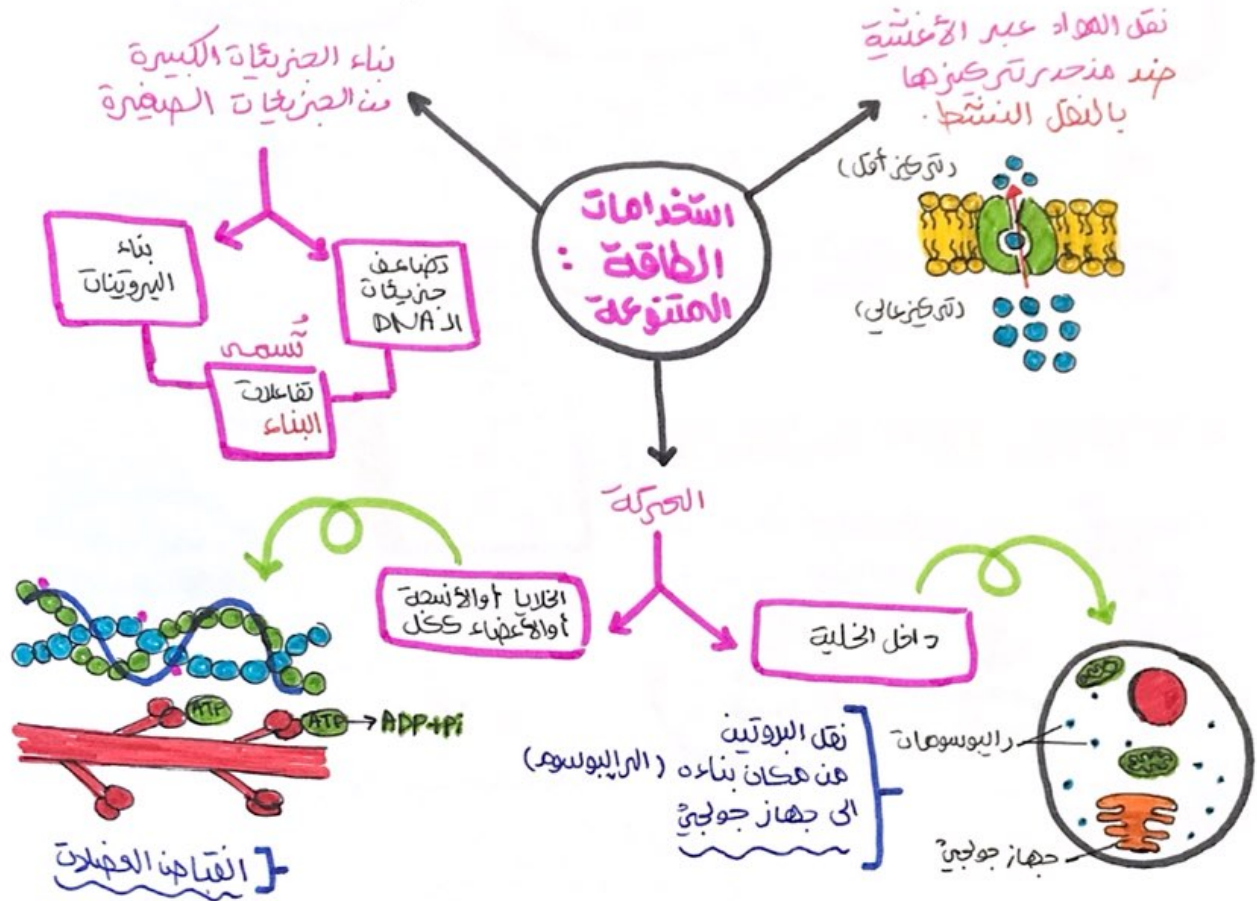 استخدامات
الطاقة :
المتنوعة
نقل المواد عبر الأغشية
ضد منحدر تركيزها
بالنقل النشط.
(تركيز أقل)
(تركيز عالي)
بناء الجزيئات الكبيرة
من الجزيئات الصغيرة
تضاعف
جزيئات
الـ DNA
بناء
البروتينات
تُسمى
تفاعلات
البناء
الحركة
داخل الخلية
الخلايا أو الأنسجة
أو الأعضاء ككل
نقل البروتين
من مكان بناءه (الرايبوسوم)
الى جهاز جولجي
رايبوسومات
جهاز جولجي
ATP
ATP → ADP+Pi
انقباض العضلات